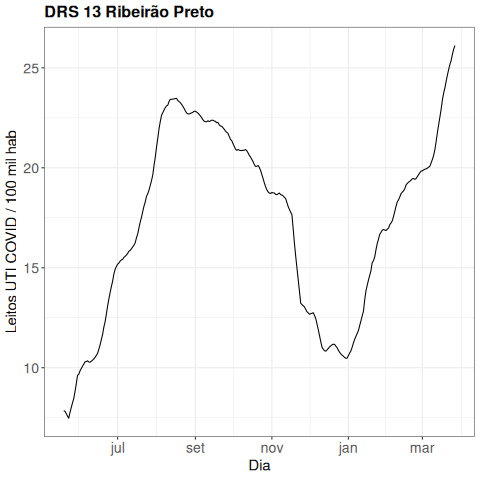 DRS 13 Ribeirão Preto
Leitos UTI COVID / 100 mil hab
25
20
15
10
jul set nov jan mar
Dia